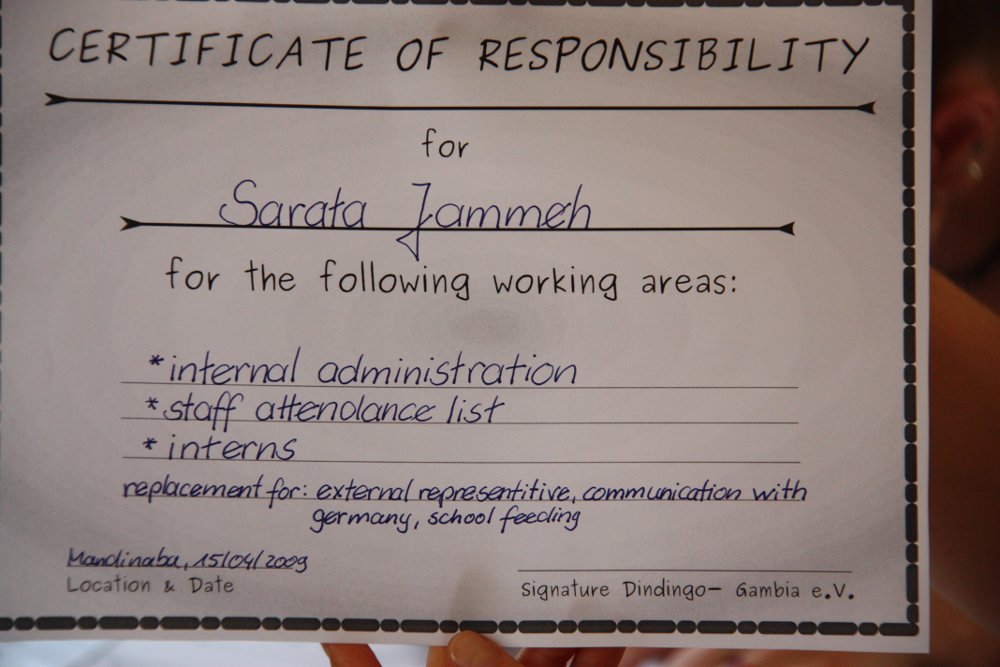 CERTIFICATE OF RESPONSIBILITY
for
Sarata Jammeh
for the following working areas:
*internal administration
*staff attendance list
*interns
replacement for: external representitive, communication with
germany, school feeding
Mandinaba, 15/04/2009
Location & Date
Signature Dindingo- Gambia e.V.